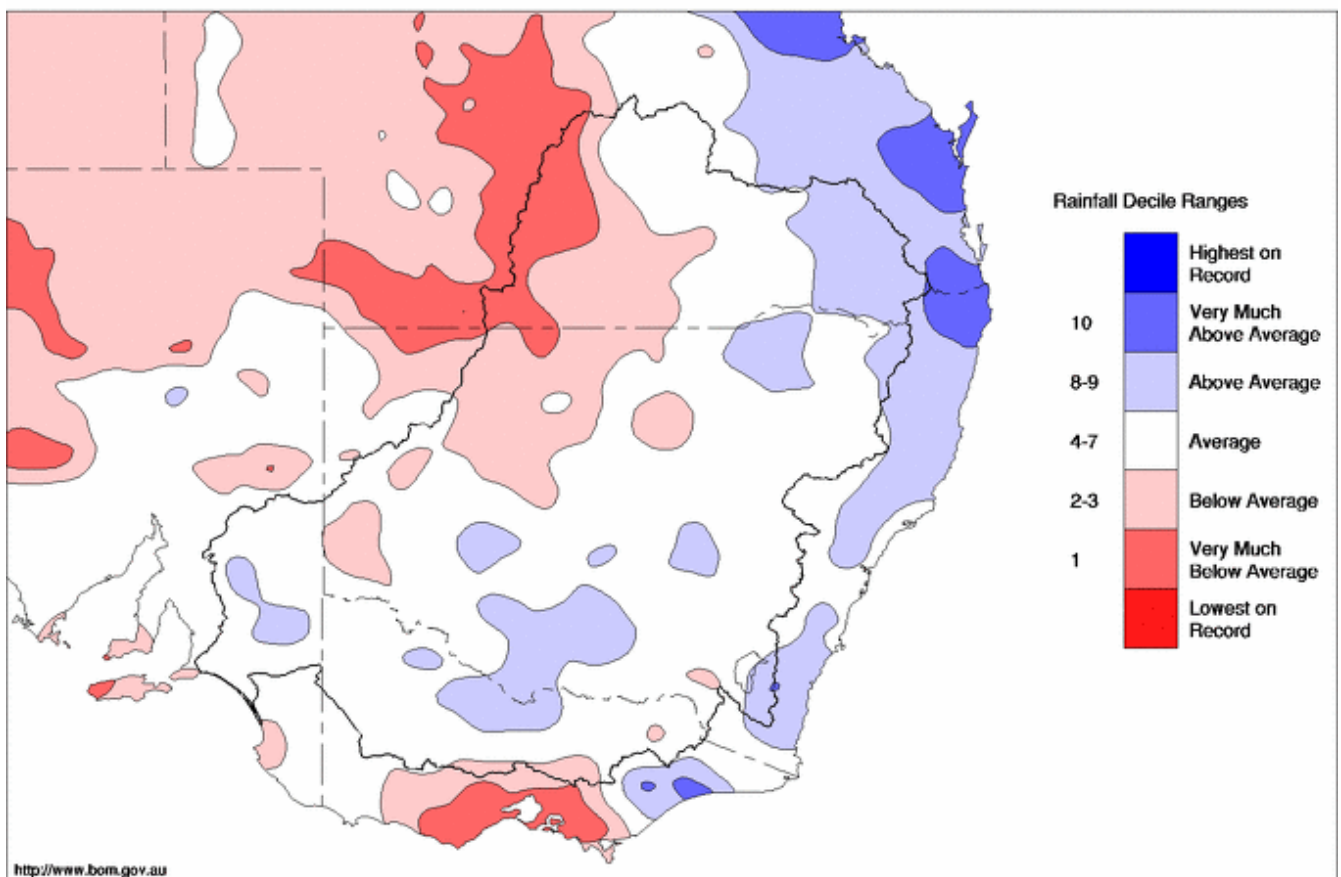 Rainfall Decile Ranges
Highest on
Record
10
Very Much
Above Average
8-9
Above Average
4-7
Average
2-3
Below Average
1
Very Much
Below Average
Lowest on
Record
http://www.bom.gov.au